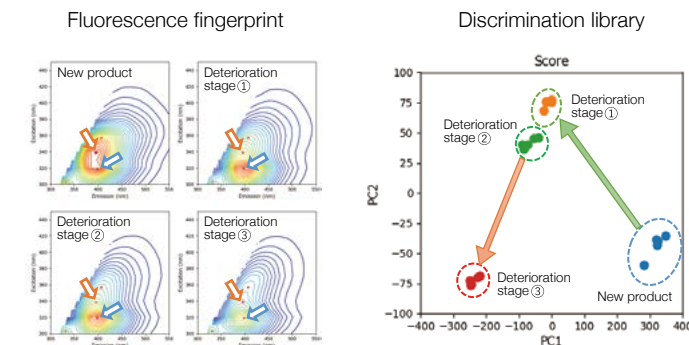 Fluorescence fingerprint
Discrimination library
New product
Deterioration
stage①
Deterioration
stage②
Deterioration
stage③
Excitation (nm)
Emission (nm)
Score
Deterioration
stage①
Deterioration
stage②
Deterioration
stage③
New product
PC2
PC1
100
75
50
25
0
−25
−50
−75
−100
−400 −300 −200 −100 0 100 200 300 400